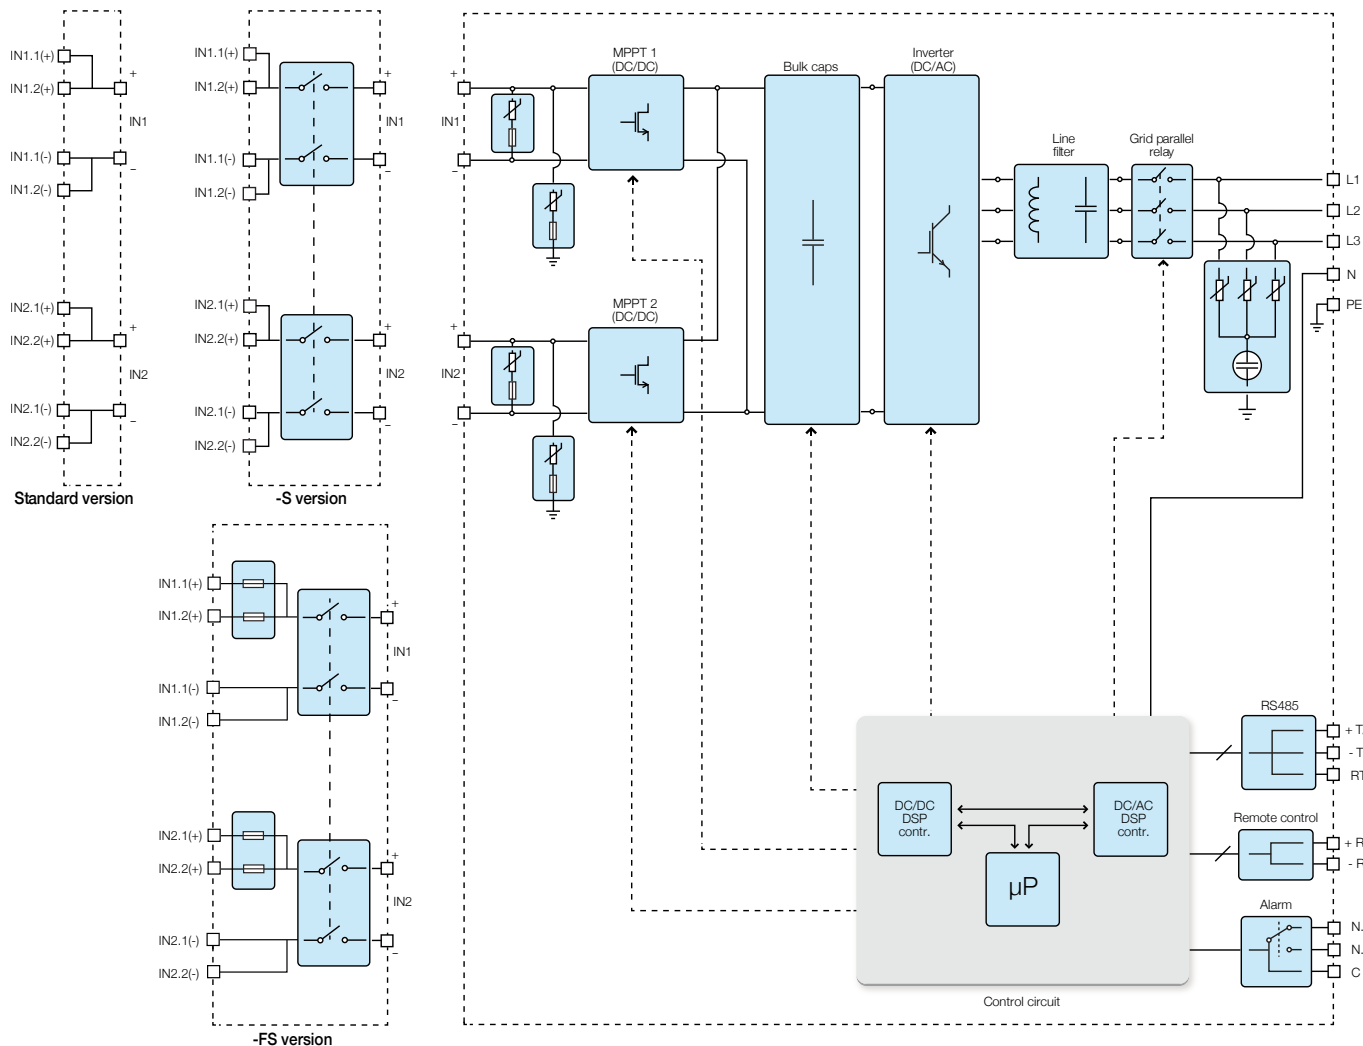 IN1.1(+)
IN1.2(+)
+
IN1
IN1.1(-)
IN1.2(-)
–
IN2.1(+)
IN2.2(+)
+
IN2
IN2.1(-)
IN2.2(-)
–
Standard version
IN1.1(+)
IN1.2(+)
+
IN1
IN1.1(-)
IN1.2(-)
–
IN2.1(+)
IN2.2(+)
+
IN2
IN2.1(-)
IN2.2(-)
–
-S version
IN1.1(+)
IN1.2(+)
+
IN1
IN1.1(-)
IN1.2(-)
–
IN2.1(+)
IN2.2(+)
+
IN2
IN2.1(-)
IN2.2(-)
–
-FS version
+
IN1
–
+
IN2
–
MPPT 1
(DC/DC)
MPPT 2
(DC/DC)
Bulk caps
Inverter
(DC/AC)
Line
filter
Grid parallel
relay
L1
L2
L3
N
PE
DC/DC
DSP
contr.
DC/AC
DSP
contr.
µP
Control circuit
RS485
+ T
- T
RT
Remote control
+ R
- R
Alarm
N.
N.
C